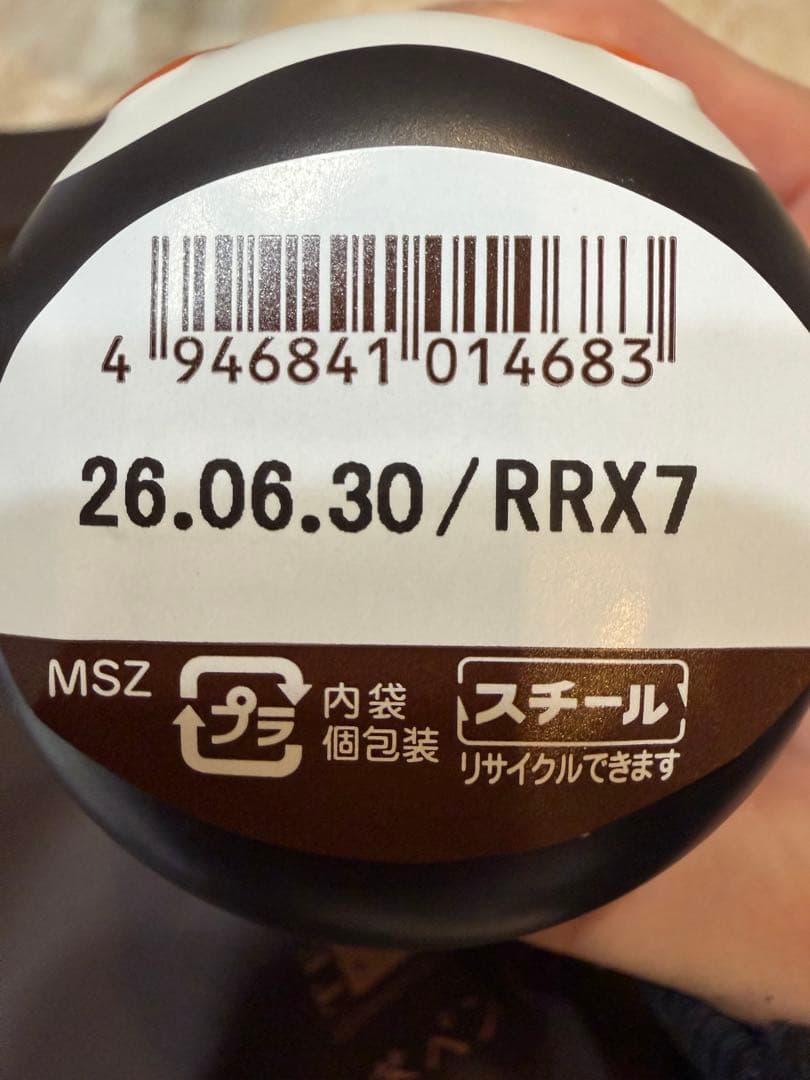 4 946841 014683
26.06.30/RRX7
MSZ
プラ
内袋
個包装
スチール
リサイクルできます